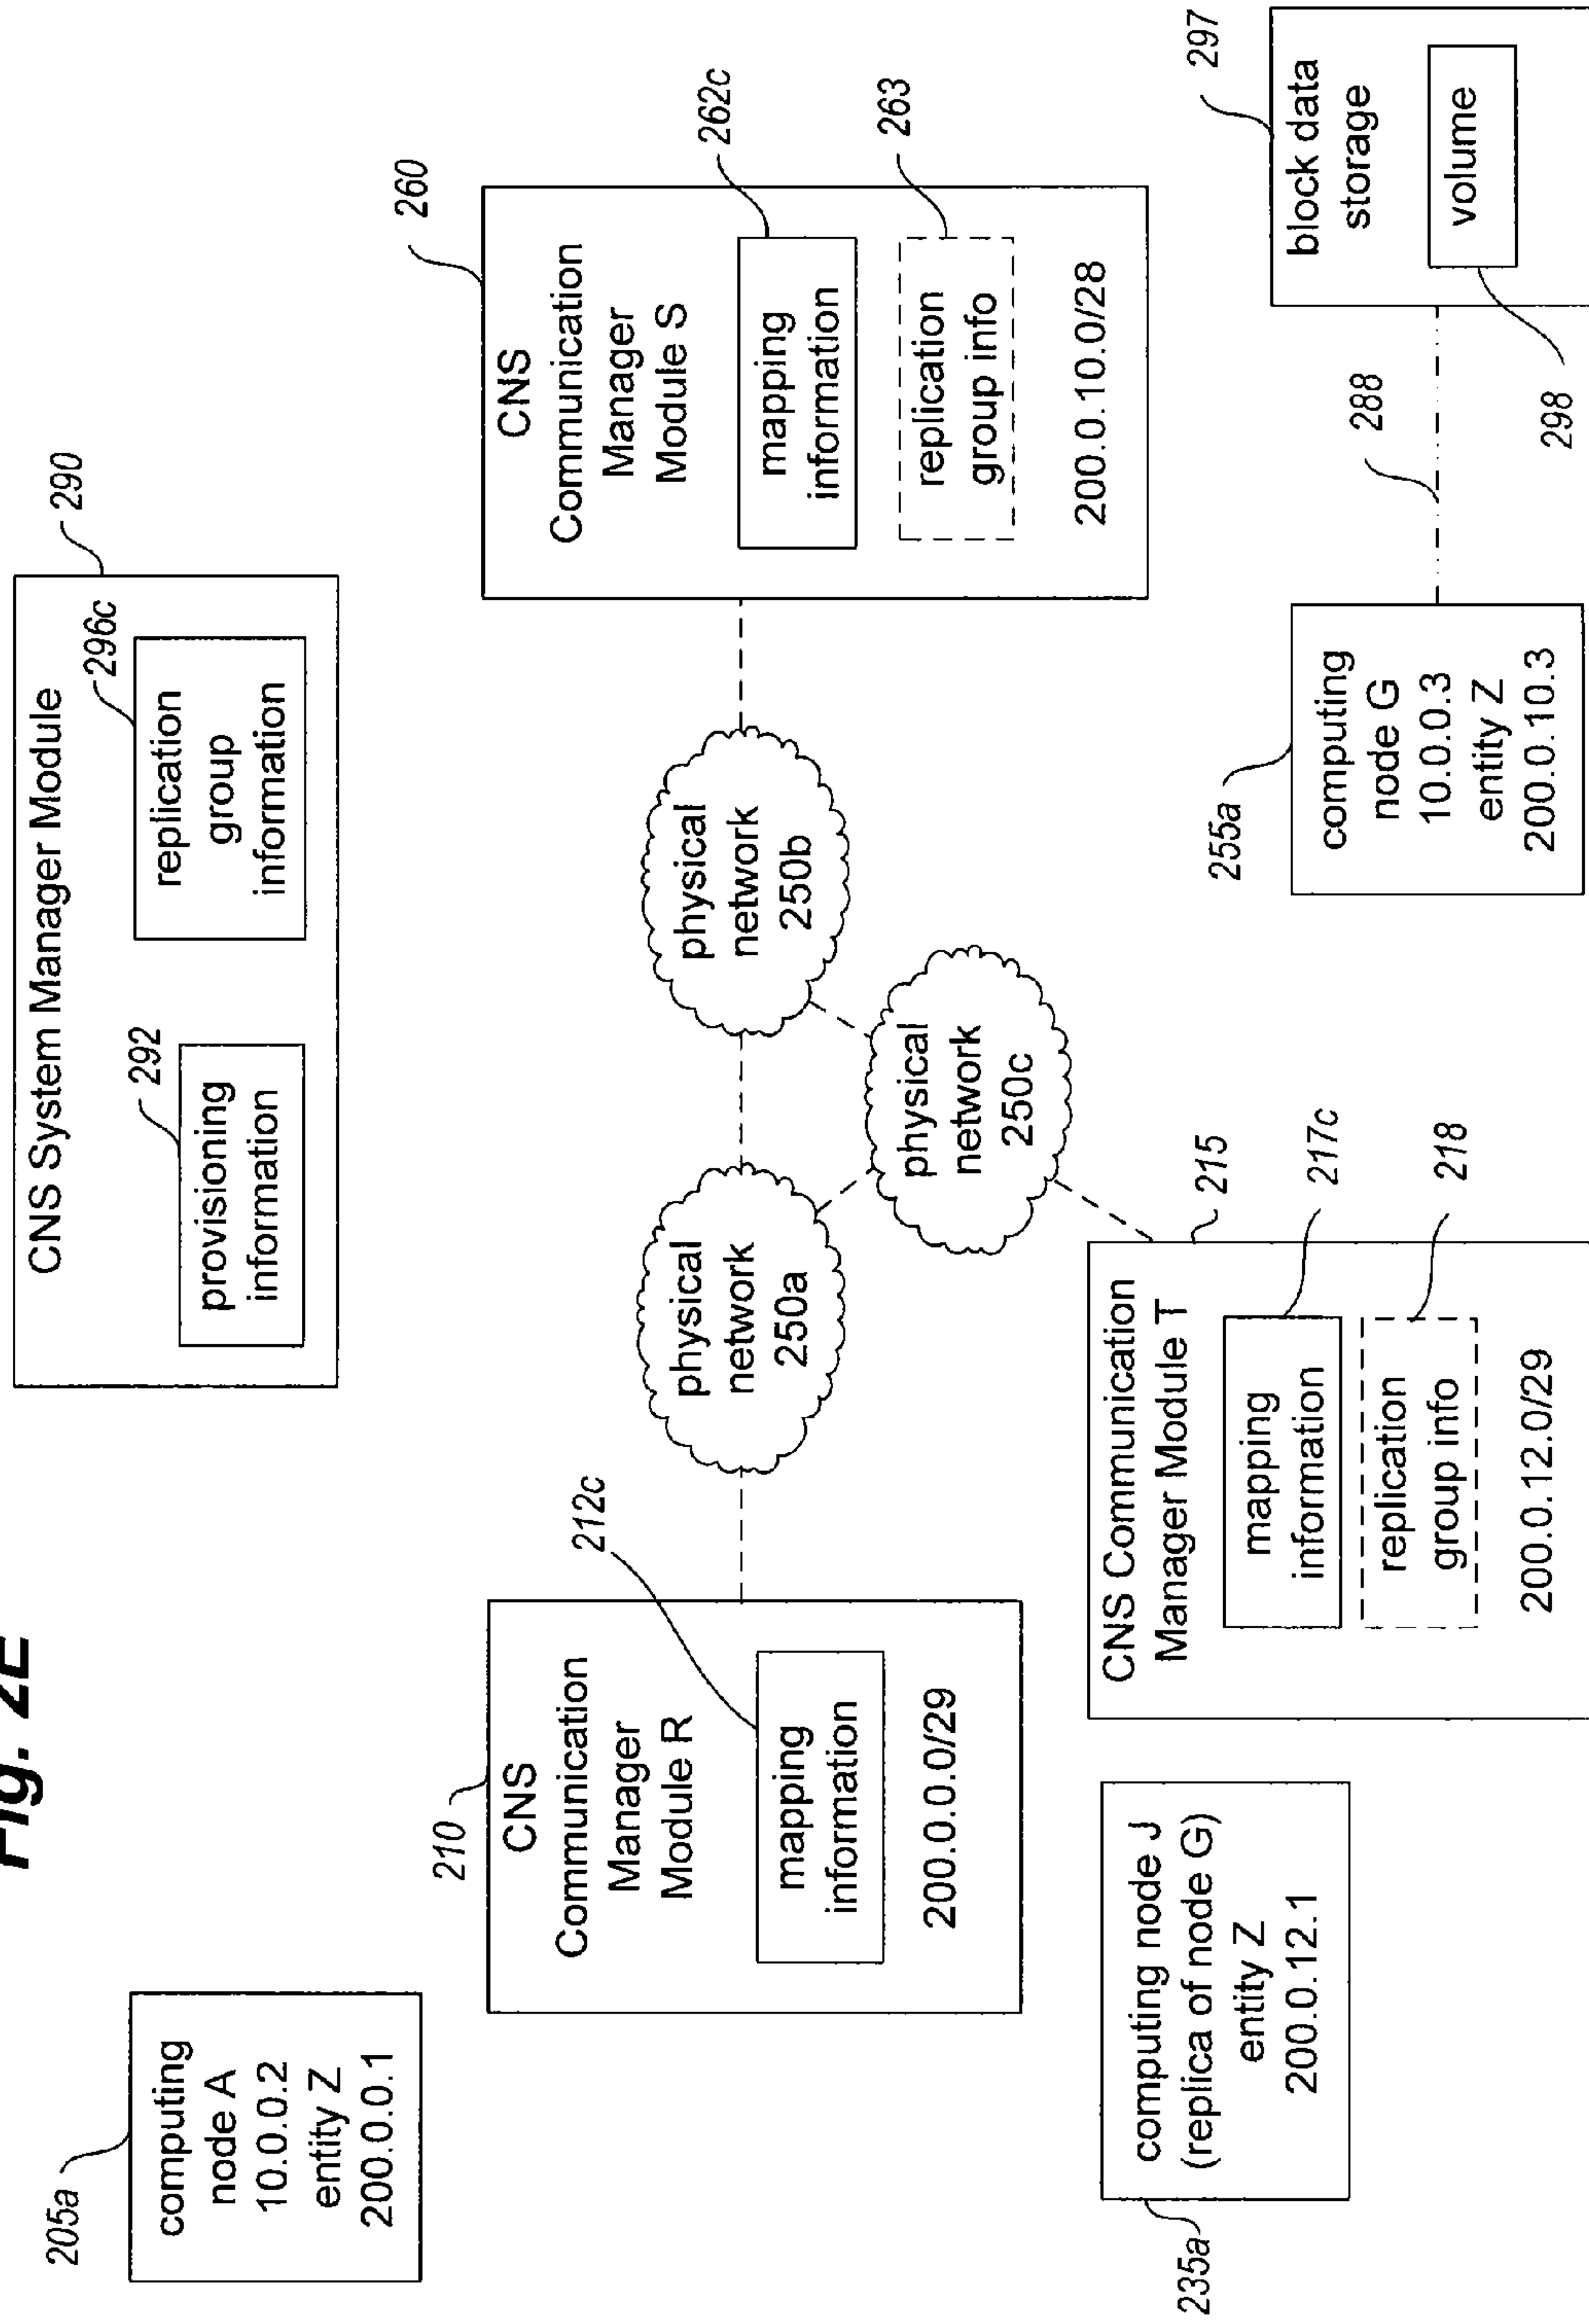 Fig. 2E
205a
computing
node A
10.0.0.2
entity Z
200.0.0.1
CNS System Manager Module
290
292
provisioning
information
296c
replication
group
information
210
CNS
Communication
Manager
Module R
212c
mapping
information
200.0.0.0/29
physical
network
250a
physical
network
250b
physical
network
250c
260
CNS
Communication
Manager
Module S
262c
mapping
information
263
replication
group info
200.0.10.0/28
235a
computing node J
(replica of node G)
entity Z
200.0.12.1
215
CNS Communication
Manager Module T
217c
mapping
information
218
replication
group info
200.0.12.0/29
255a
computing
node G
10.0.0.3
entity Z
200.0.10.3
288
297
block data
storage
volume
298